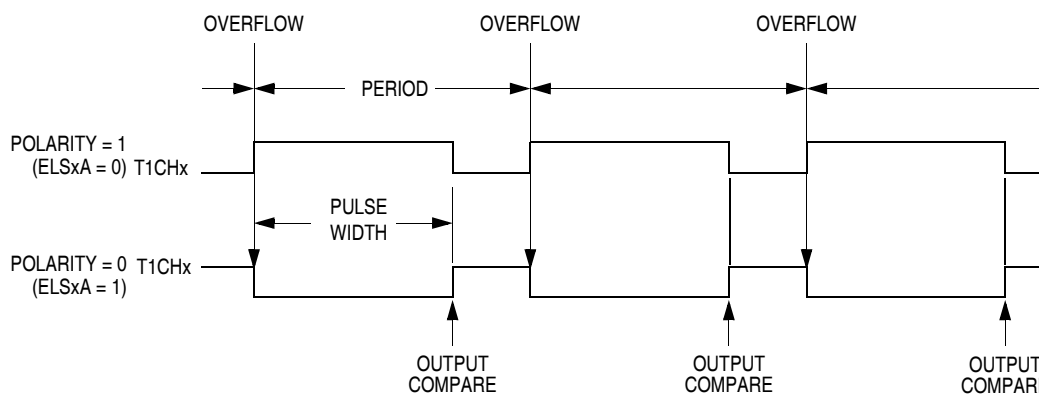 OVERFLOW
OVERFLOW
OVERFLOW
PERIOD
POLARITY = 1
(ELSxA = 0)
T1CHx
PULSE
WIDTH
POLARITY = 0
T1CHx
(ELSxA = 1)
OUTPUT
COMPARE
OUTPUT
COMPARE
OUTPUT
COMPARE